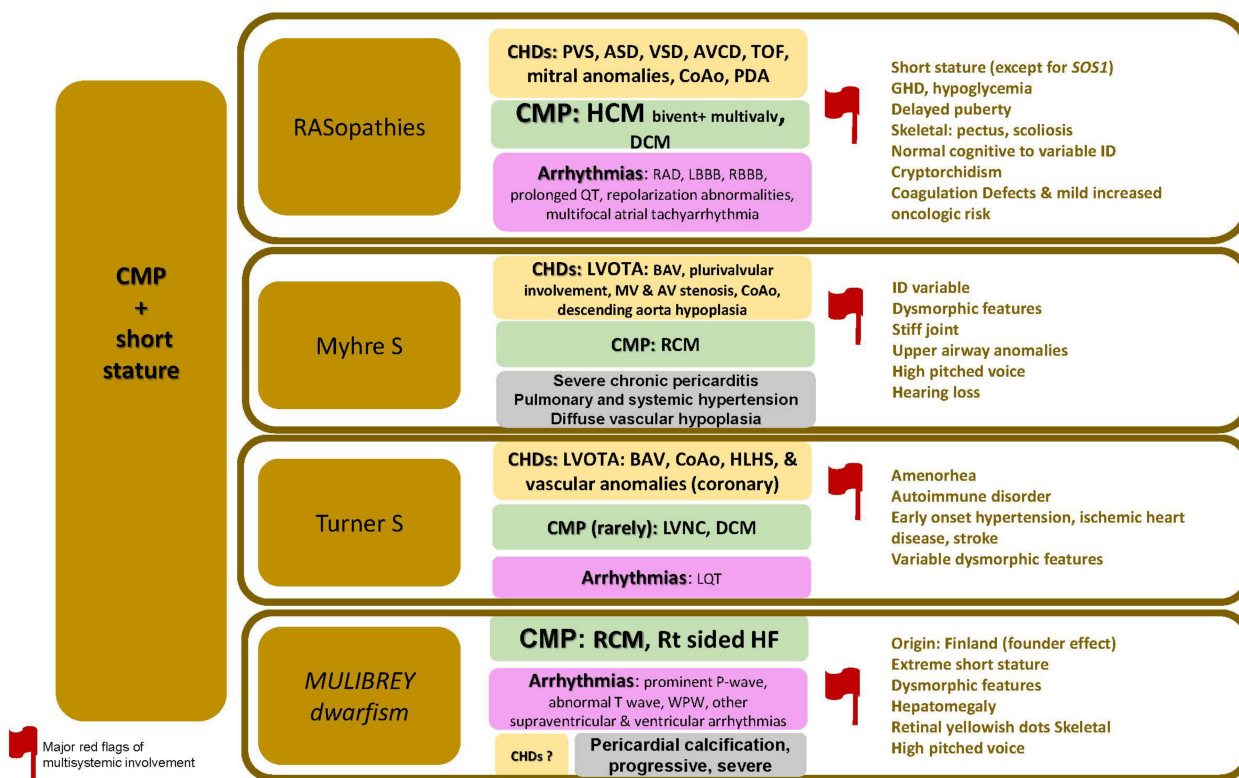 CMP
+
short
stature
RASopathies
CHDs: PVS, ASD, VSD, AVCD, TOF,
mitral anomalies, CoAo, PDA
CMP: HCM bivent+ multivalv,
DCM
Arrhythmias: RAD, LBBB, RBBB,
prolonged QT, repolarization abnormalities,
multifocal atrial tachyarrhythmia
Short stature (except for SOS1)
GHD, hypoglycemia
Delayed puberty
Skeletal: pectus, scoliosis
Normal cognitive to variable ID
Cryptorchidism
Coagulation Defects & mild increased
oncologic risk
Myhre S
CHDs: LVOTA: BAV, plurivalvular
involvement, MV & AV stenosis, CoAo,
descending aorta hypoplasia
CMP: RCM
Severe chronic pericarditis
Pulmonary and systemic hypertension
Diffuse vascular hypoplasia
ID variable
Dysmorphic features
Stiff joint
Upper airway anomalies
High pitched voice
Hearing loss
Turner S
CHDs: LVOTA: BAV, CoAo, HLHS, &
vascular anomalies (coronary)
CMP (rarely): LVNC, DCM
Arrhythmias: LQT
Amenorhea
Autoimmune disorder
Early onset hypertension, ischemic heart
disease, stroke
Variable dysmorphic features
MULIBREY
dwarfism
CMP: RCM, Rt sided HF
Arrhythmias: prominent P-wave,
abnormal T wave, WPW, other
supraventricular & ventricular arrhythmias
CHDs ?
Pericardial calcification,
progressive, severe
Origin: Finland (founder effect)
Extreme short stature
Dysmorphic features
Hepatomegaly
Retinal yellowish dots Skeletal
High pitched voice
Major red flags of
multisystemic involvement